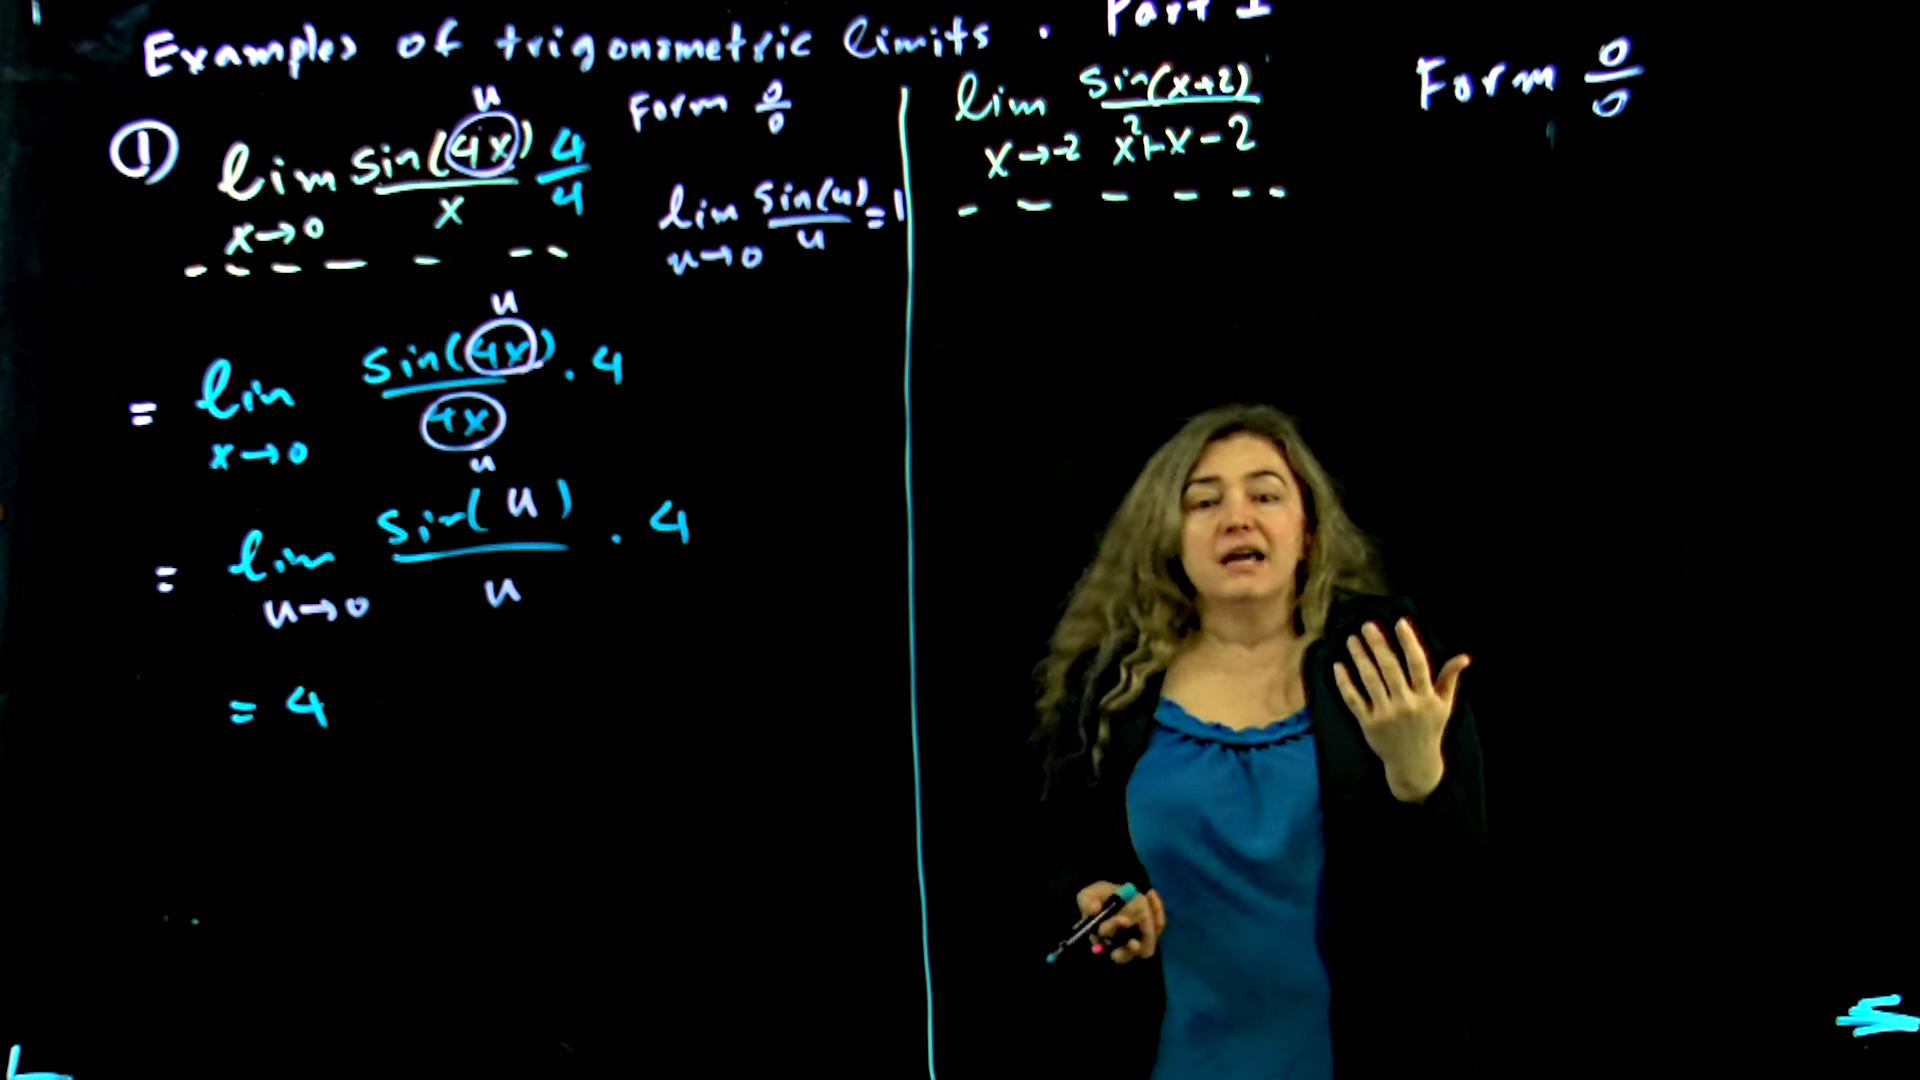 Examples of trigonometric limits. Part I
① lim x→0 sin(4x)/x 4/4
u
Form 0/0
lim u→0 sin(u)/u = 1
= lim x→0 sin(4x)/4x · 4
u
u
= lim u→0 sin(u)/u · 4
= 4
lim x→-2 sin(x+2)/x²+x-2
Form 0/0